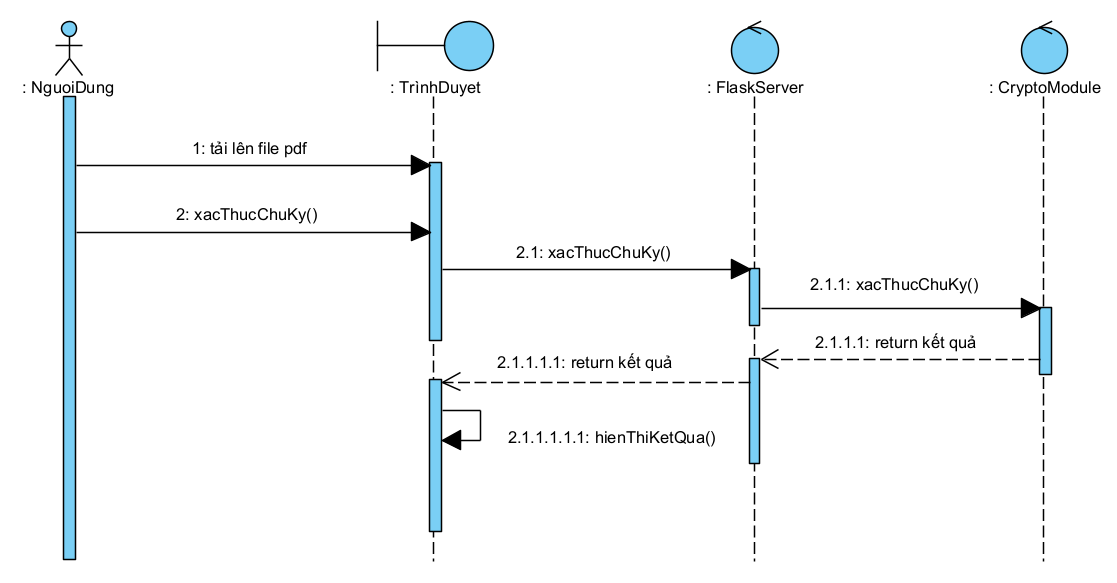 : NguoiDung
: TrìnhDuyet
: FlaskServer
: CryptoModule
1: tải lên file pdf
2: xacThucChuKy()
2.1: xacThucChuKy()
2.1.1: xacThucChuKy()
2.1.1.1: return kết quả
2.1.1.1.1: return kết quả
2.1.1.1.1.1: hienThiKetQua()